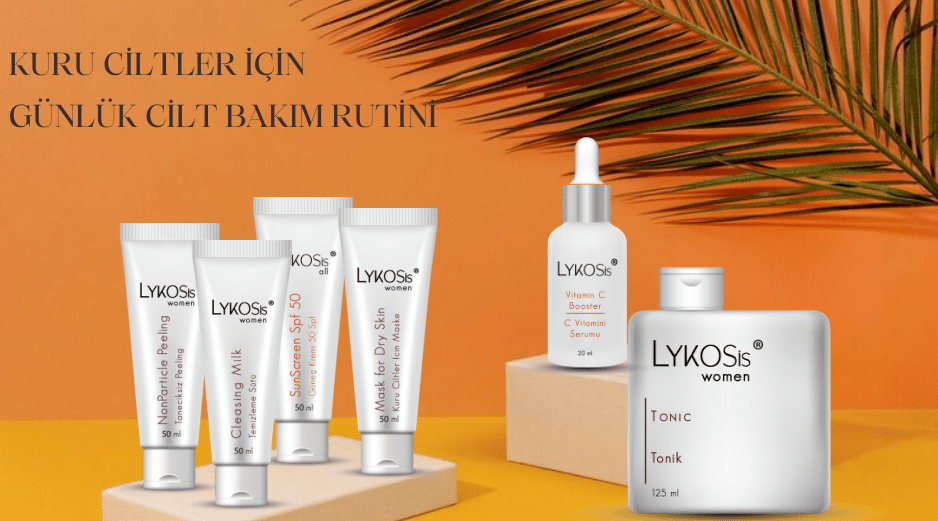 KURU CİLTLER İÇİN
GÜNLÜK CİLT BAKIM RUTİNİ
LYKOSis®
women
NonParticle Peeling
Taneciksiz Peeling
50 ml
LYKOSis®
women
Cleasing Milk
Temizleme Sütü
50 ml
KOSis®
all
SunScreen Spf 50
Güneş Kremi 50 Spf
50 ml
LYKOSis®
women
Mask for Dry Skin
Kuru Ciltler İcin Maske
50 ml
LYKOSis®
Vitamin C
Booster
C Vitamini
Serumu
20 ml
LYKOSis®
women
TONIC
Tonik
125 ml